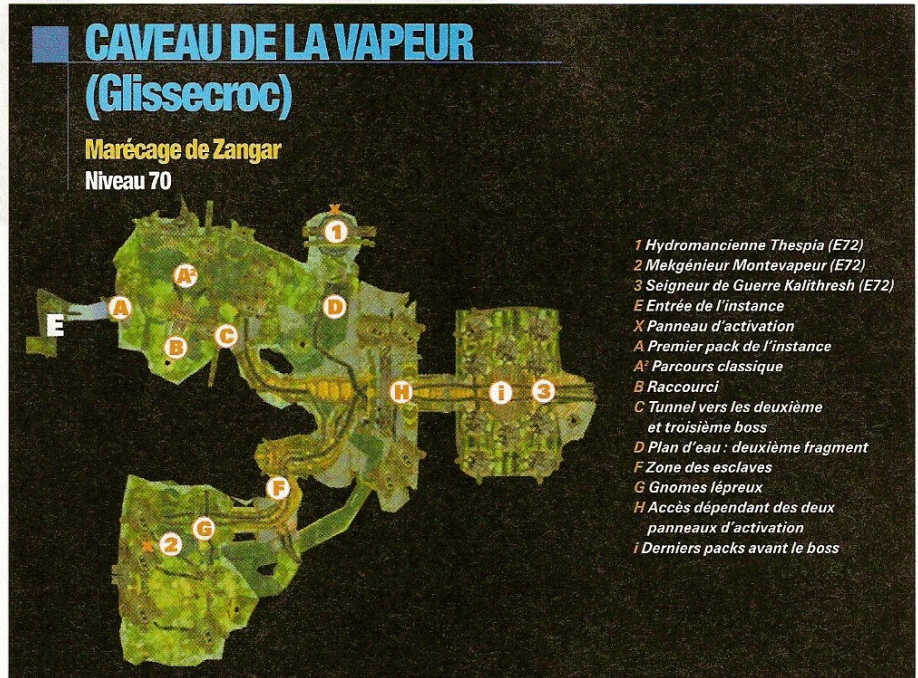 CAVEAU DE LA VAPEUR
(Glissecroc)
Marécage de Zangar
Niveau 70
X
1
A²
E
A
D
C
B
H
i
3
F
G
X
2
1 Hydromancienne Thespia (E72)
2 Mekgénieur Montevapeur (E72)
3 Seigneur de Guerre Kalithresh (E72)
E Entrée de l'instance
X Panneau d'activation
A Premier pack de l'instance
A² Parcours classique
B Raccourci
C Tunnel vers les deuxième
et troisième boss
D Plan d'eau : deuxième fragment
F Zone des esclaves
G Gnomes lépreux
H Accès dépendant des deux
panneaux d'activation
i Derniers packs avant le boss